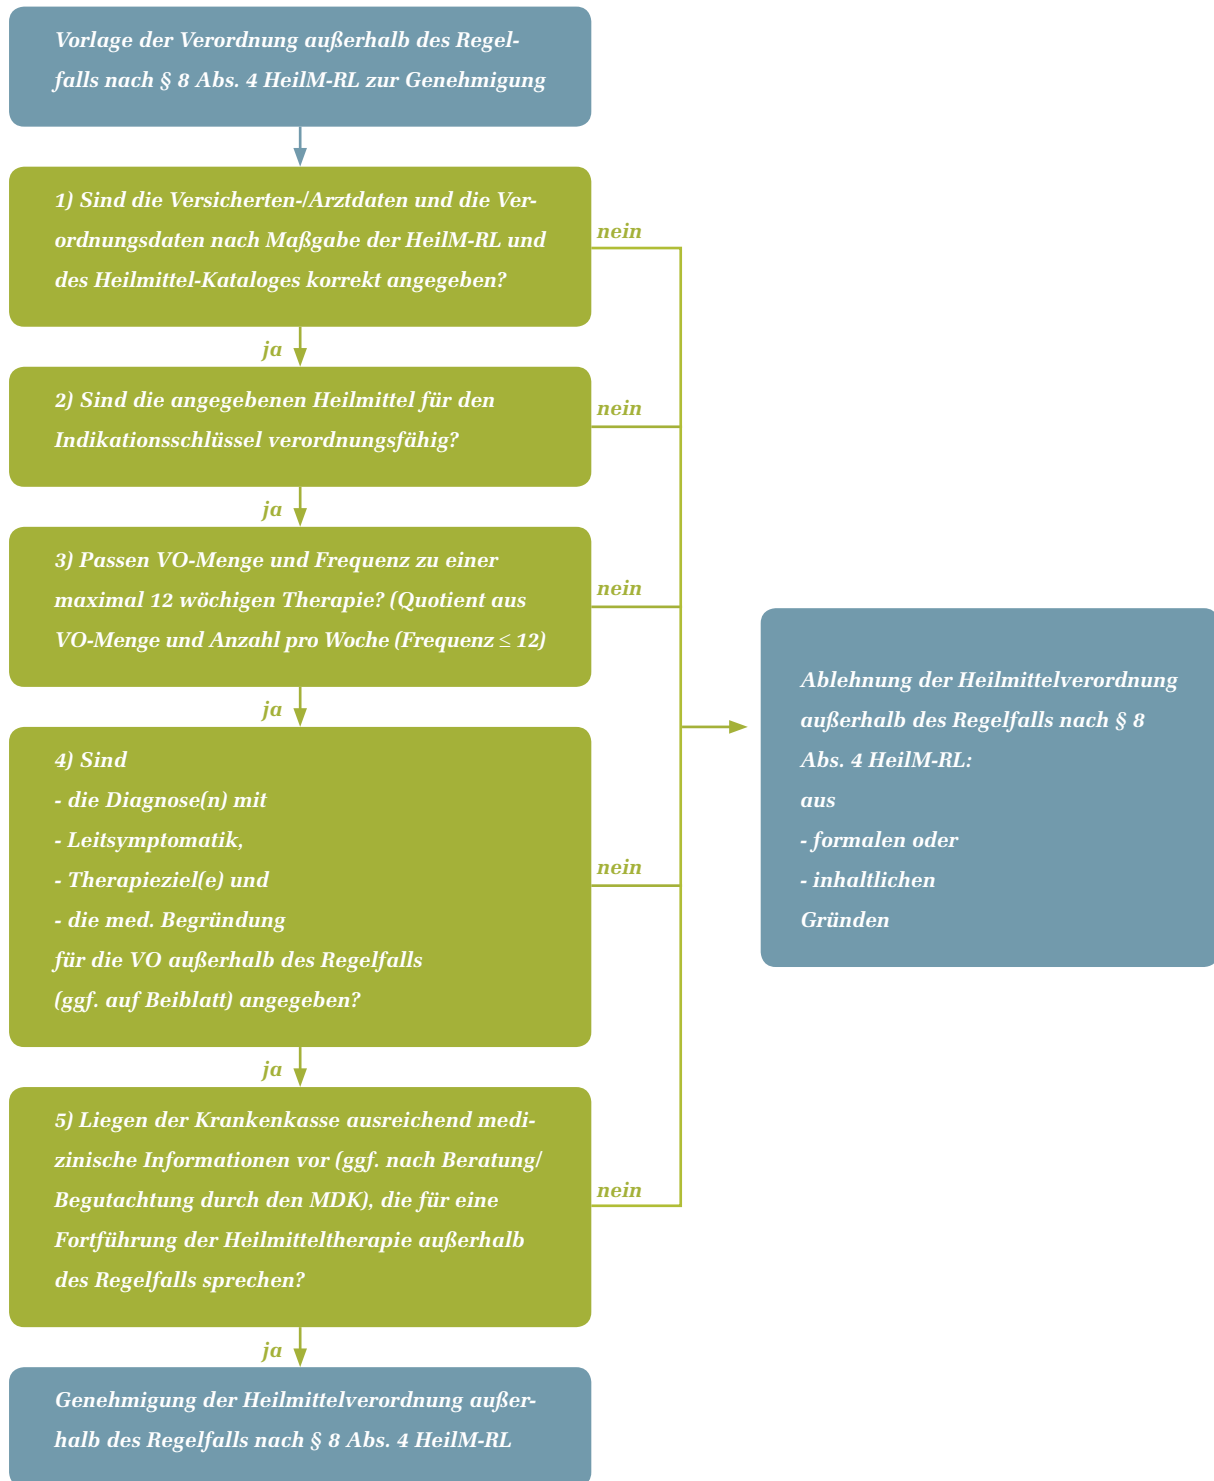 Vorlage der Verordnung außerhalb des Regel-
falls nach § 8 Abs. 4 HeilM-RL zur Genehmigung
1) Sind die Versicherten-/Arztdaten und die Ver-
ordnungsdaten nach Maßgabe der HeilM-RL und
des Heilmittel-Kataloges korrekt angegeben?
nein
ja
2) Sind die angegebenen Heilmittel für den
Indikationsschlüssel verordnungsfähig?
nein
ja
3) Passen VO-Menge und Frequenz zu einer
maximal 12 wöchigen Therapie? (Quotient aus
VO-Menge und Anzahl pro Woche (Frequenz ≤ 12)
nein
ja
4) Sind
- die Diagnose(n) mit
- Leitsymptomatik,
- Therapieziel(e) und
- die med. Begründung
für die VO außerhalb des Regelfalls
(ggf. auf Beiblatt) angegeben?
nein
ja
5) Liegen der Krankenkasse ausreichend medi-
zinische Informationen vor (ggf. nach Beratung/
Begutachtung durch den MDK), die für eine
Fortführung der Heilmitteltherapie außerhalb
des Regelfalls sprechen?
nein
ja
Genehmigung der Heilmittelverordnung außer-
halb des Regelfalls nach § 8 Abs. 4 HeilM-RL
Ablehnung der Heilmittelverordnung
außerhalb des Regelfalls nach § 8
Abs. 4 HeilM-RL:
aus
- formalen oder
- inhaltlichen
Gründen